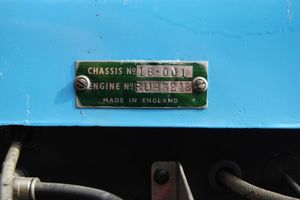 CHASSIS Nº 18·001
ENGINE Nº
MADE IN ENGLAND